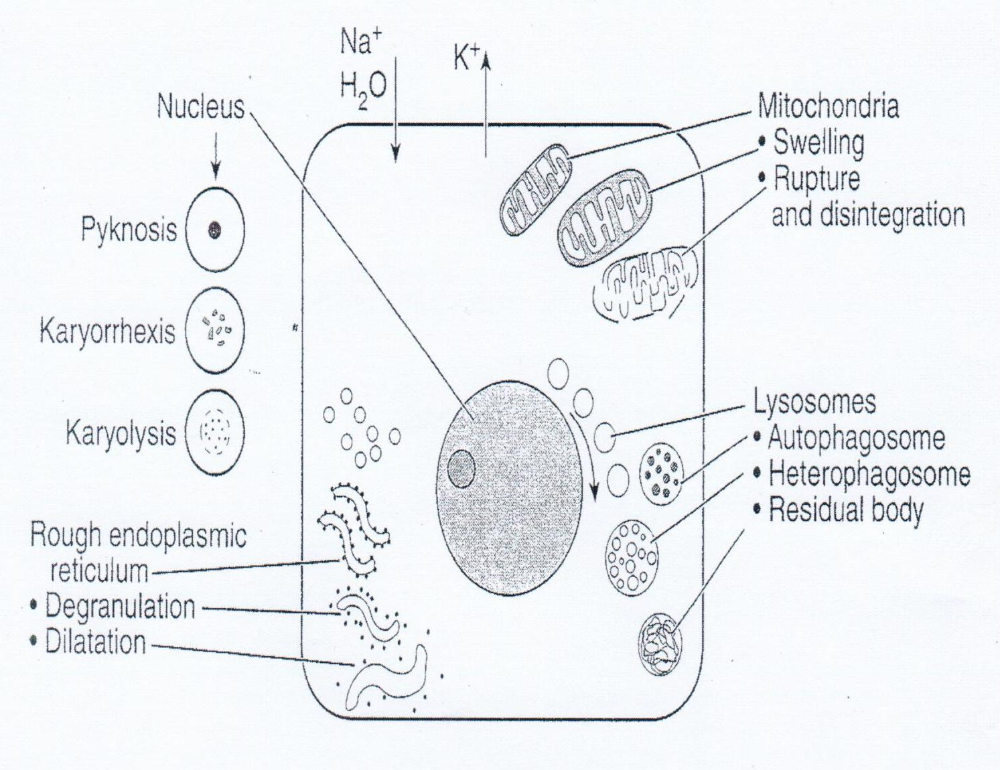 Na+
H2O
K+
Nucleus
Pyknosis
Karyorrhexis
Karyolysis
Rough endoplasmic
reticulum
• Degranulation
• Dilatation
Mitochondria
• Swelling
• Rupture
and disintegration
Lysosomes
• Autophagosome
• Heterophagosome
• Residual body